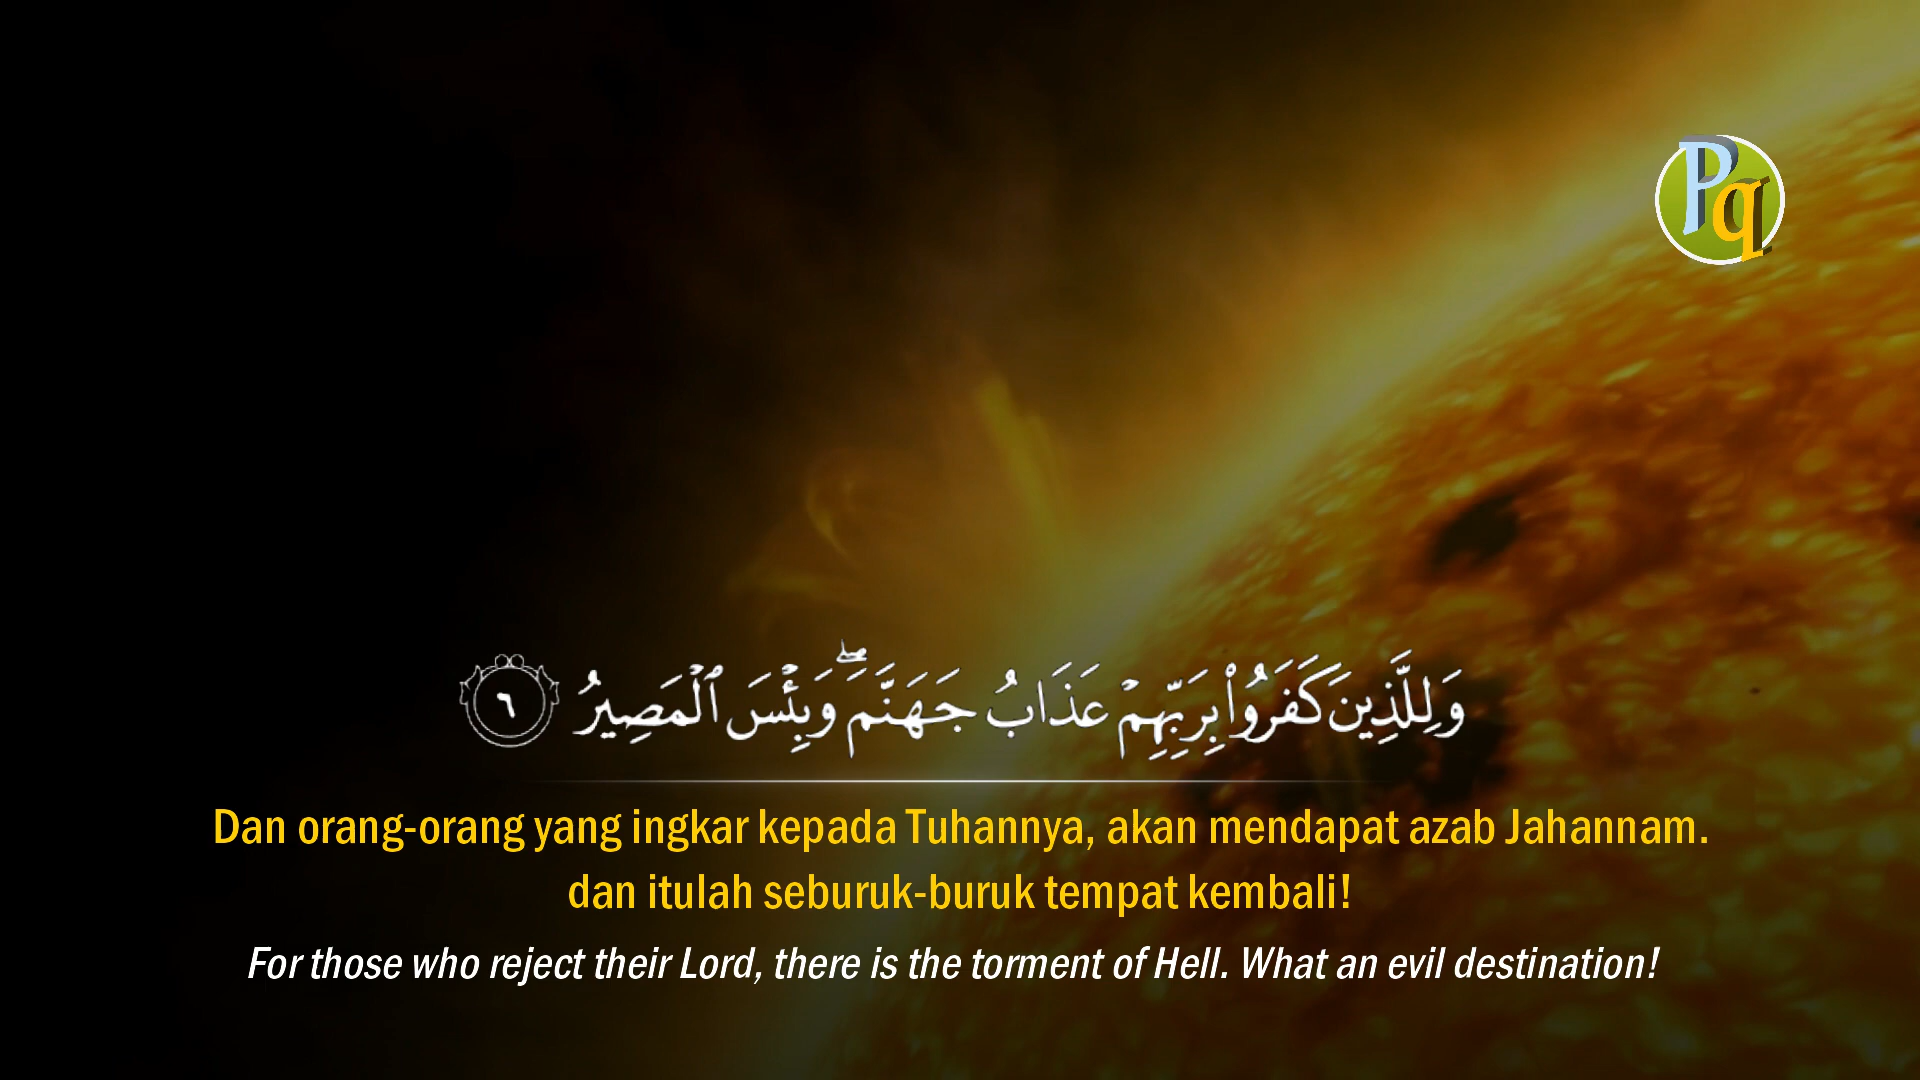 Pq
وَلِلَّذِينَ كَفَرُوا۟ بِرَبِّهِمْ عَذَابُ جَهَنَّمَ ۖ وَبِئْسَ ٱلْمَصِيرُ ٦
Dan orang-orang yang ingkar kepada Tuhannya, akan mendapat azab Jahannam.
dan itulah seburuk-buruk tempat kembali!
For those who reject their Lord, there is the torment of Hell. What an evil destination!